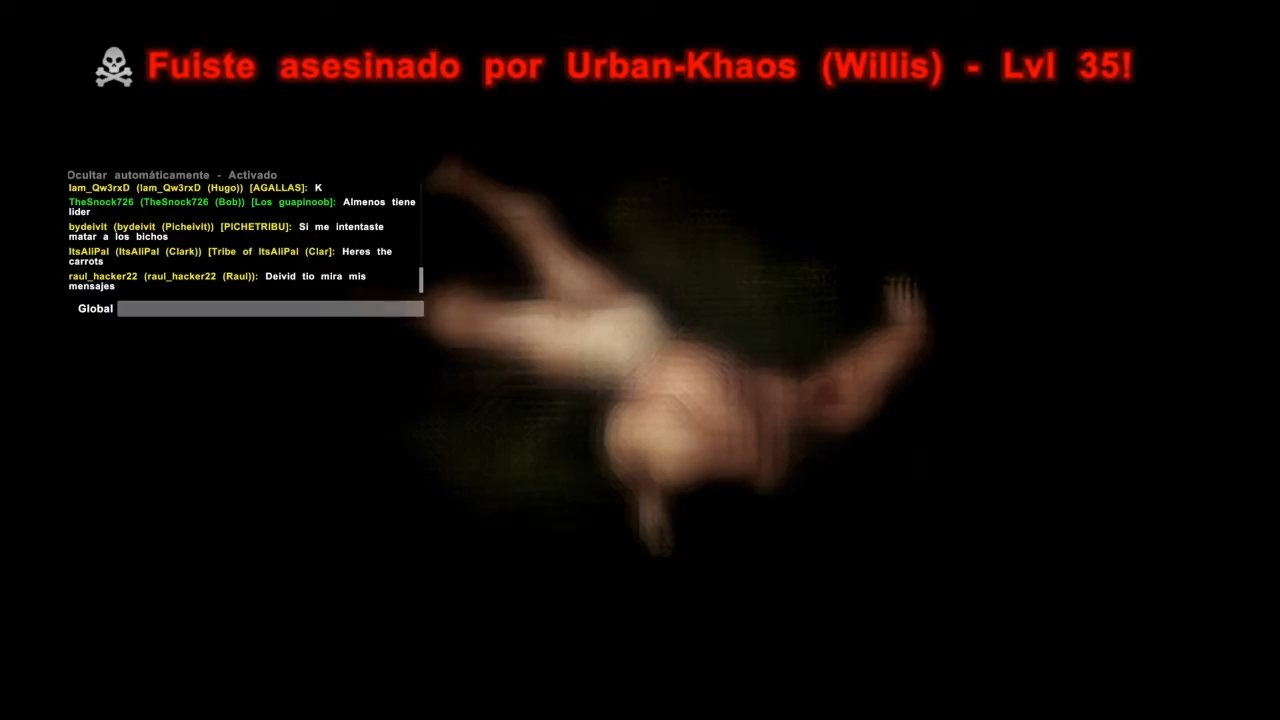 Fuiste asesinado por Urban-Khaos (Willis) - Lvl 35!
Ocultar automáticamente - Activado
Iam_Qw3rxD (Iam_Qw3rxD (Hugo)) [AGALLAS]: K
TheSnock726 (TheSnock726 (Bob)) [Los guapinoob]: Almenos tiene
lider
bydeivit (bydeivit (Picheivit)) [PICHETRIBU]: Si me intentaste
matar a los bichos
ItsAliPal (ItsAliPal (Clark)) [Tribe of ItsAliPal (Clar]: Heres the
carrots
raul_hacker22 (raul_hacker22 (Raul)): Deivid tio mira mis
mensajes
Global